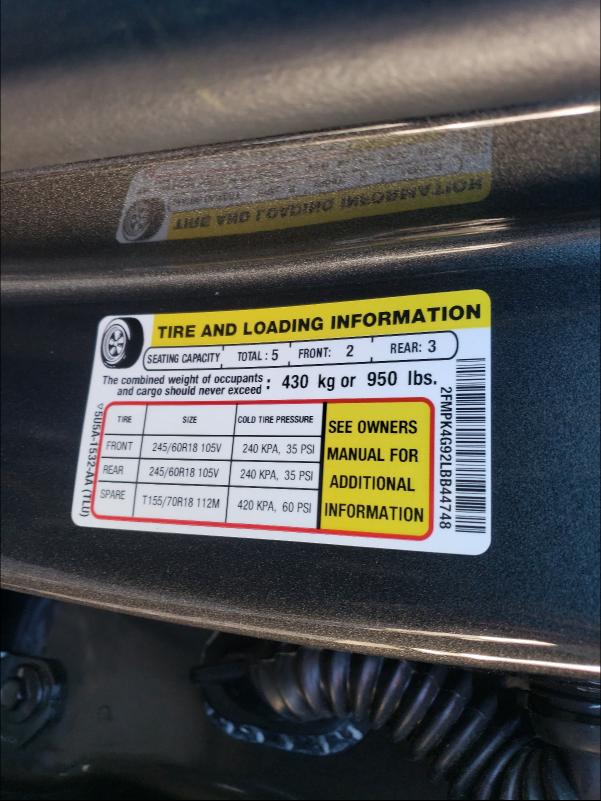 TIRE AND LOADING INFORMATION
TIRE AND LOADING INFORMATION
SEATING CAPACITY TOTAL : 5 FRONT: 2 REAR: 3
The combined weight of occupants and cargo should never exceed : 430 kg or 950 lbs.
TIRE SIZE COLD TIRE PRESSURE
FRONT 245/60R18 105V 240 KPA, 35 PSI
REAR 245/60R18 105V 240 KPA, 35 PSI
SPARE T155/70R18 112M 420 KPA, 60 PSI
SEE OWNERS
MANUAL FOR
ADDITIONAL
INFORMATION
2FMPK4G92LBB44748
-1532-AA (TLU)